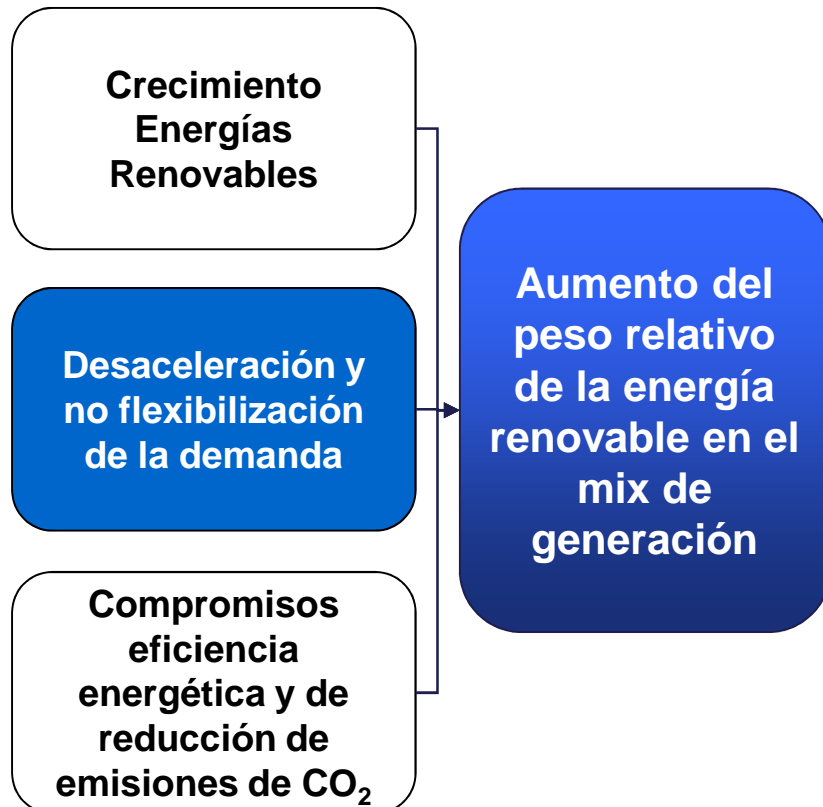 Crecimiento
Energías
Renovables
Desaceleración y
no flexibilización
de la demanda
Compromisos
eficiencia
energética y de
reducción de
emisiones de CO₂
Aumento del
peso relativo
de la energía
renovable en el
mix de
generación